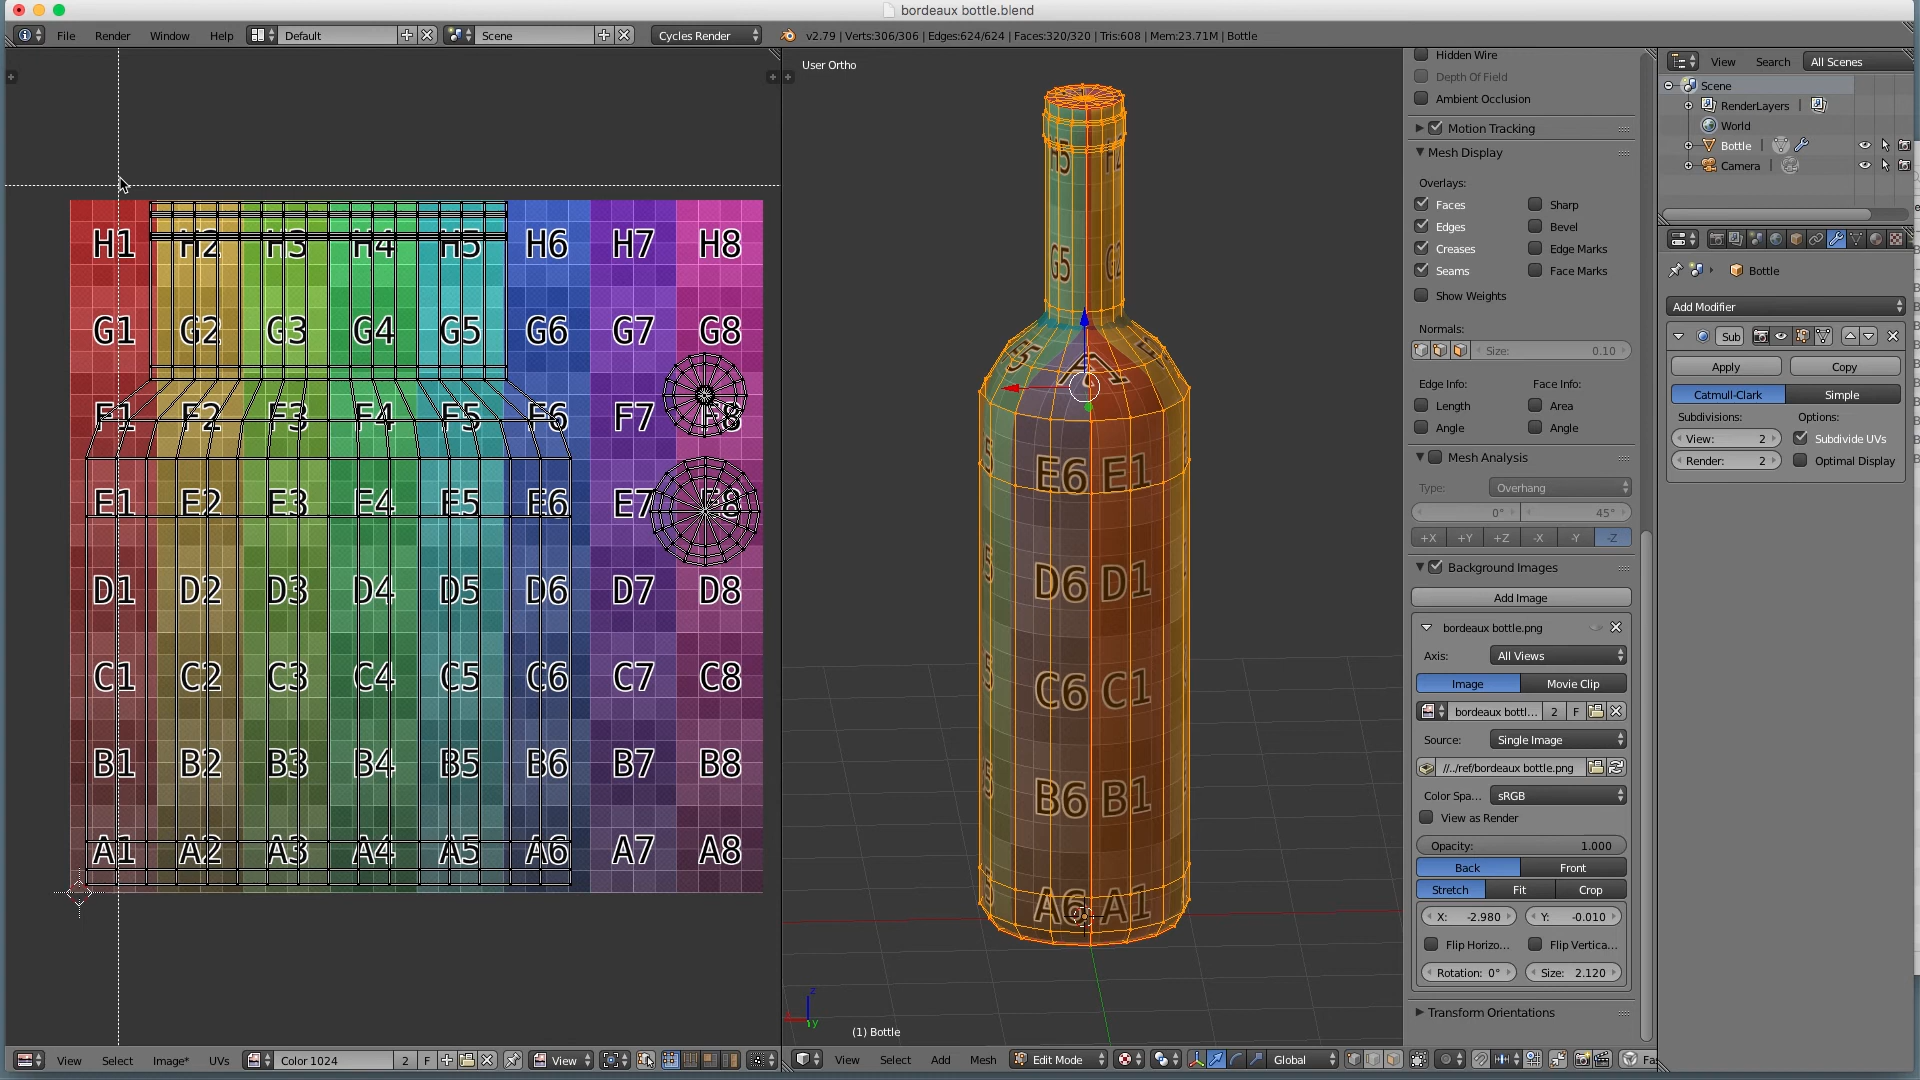 bordeaux bottle.blend
File Render Window Help Default Scene Cycles Render v2.79 | Verts:306/306 | Edges:624/624 | Faces:320/320 | Tris:608 | Mem:23.71M | Bottle
H1 H2 H3 H4 H5 H6 H7 H8
G1 G2 G3 G4 G5 G6 G7 G8
F1 F2 F3 F4 F5 F6 F7 F8
E1 E2 E3 E4 E5 E6 E7 E8
D1 D2 D3 D4 D5 D6 D7 D8
C1 C2 C3 C4 C5 C6 C7 C8
B1 B2 B3 B4 B5 B6 B7 B8
A1 A2 A3 A4 A5 A6 A7 A8
View Select Image* UVs Color 1024 2 F View
User Ortho
H5 H2
G5 G2
E6 E1
D6 D1
C6 C1
B6 B1
A6 A1
z
y
(1) Bottle
View Select Add Mesh Edit Mode Global
Hidden Wire
Depth Of Field
Ambient Occlusion
Motion Tracking
Mesh Display
Overlays:
Faces Sharp
Edges Bevel
Creases Edge Marks
Seams Face Marks
Show Weights
Normals:
Size: 0.10
Edge Info: Face Info:
Length Area
Angle Angle
Mesh Analysis
Type: Overhang
0° 45°
+X +Y +Z -X -Y -Z
Background Images
Add Image
bordeaux bottle.png
Axis: All Views
Image Movie Clip
bordeaux bottl... 2 F
Source: Single Image
//../ref/bordeaux bottle.png
Color Spa... sRGB
View as Render
Opacity: 1.000
Back Front
Stretch Fit Crop
X: -2.980 Y: -0.010
Flip Horizo... Flip Vertica...
Rotation: 0° Size: 2.120
Transform Orientations
View Search All Scenes
Scene
RenderLayers
World
Bottle
Camera
Bottle
Add Modifier
Sub
Apply Copy
Catmull-Clark Simple
Subdivisions: Options:
View: 2 Subdivide UVs
Render: 2 Optimal Display